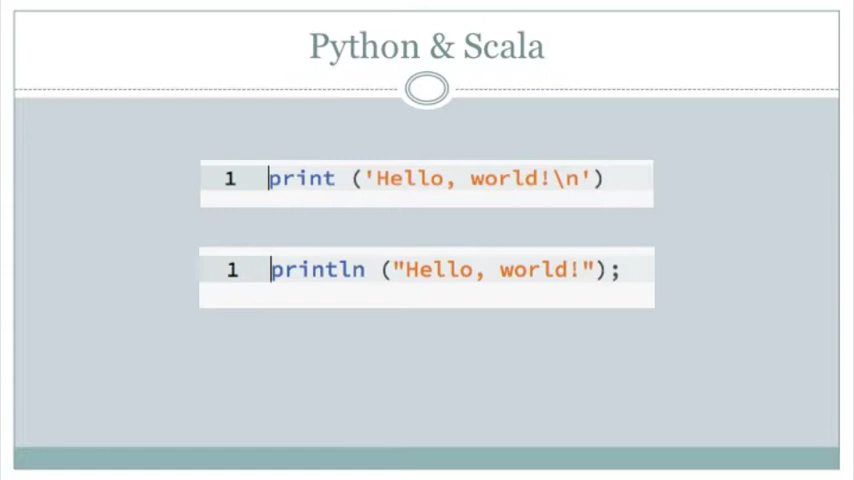 Python & Scala
1 print ('Hello, world!\n')
1 println ("Hello, world!");